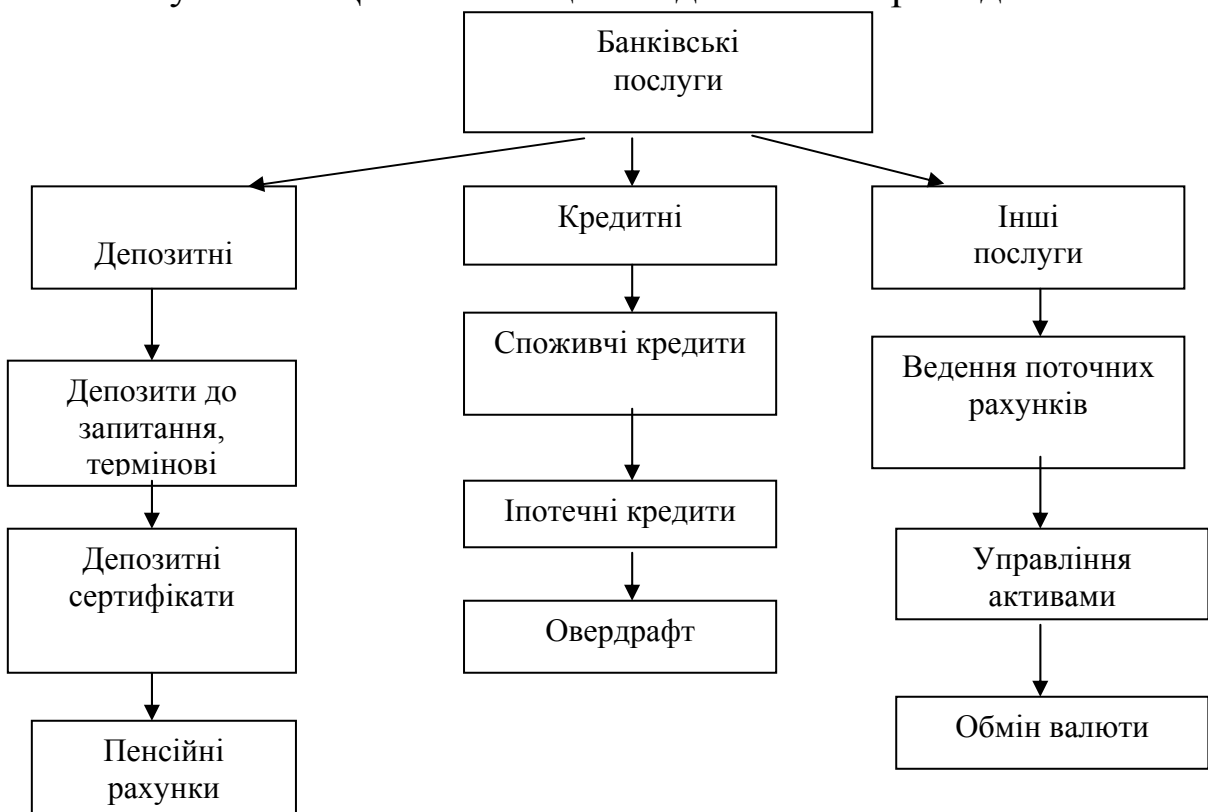 Банківські
послуги
Депозитні
Кредитні
Інші
послуги
Депозити до
запитання,
термінові
Споживчі кредити
Ведення поточних
рахунків
Депозитні
сертифікати
Іпотечні кредити
Управління
активами
Пенсійні
рахунки
Овердрафт
Обмін валюти